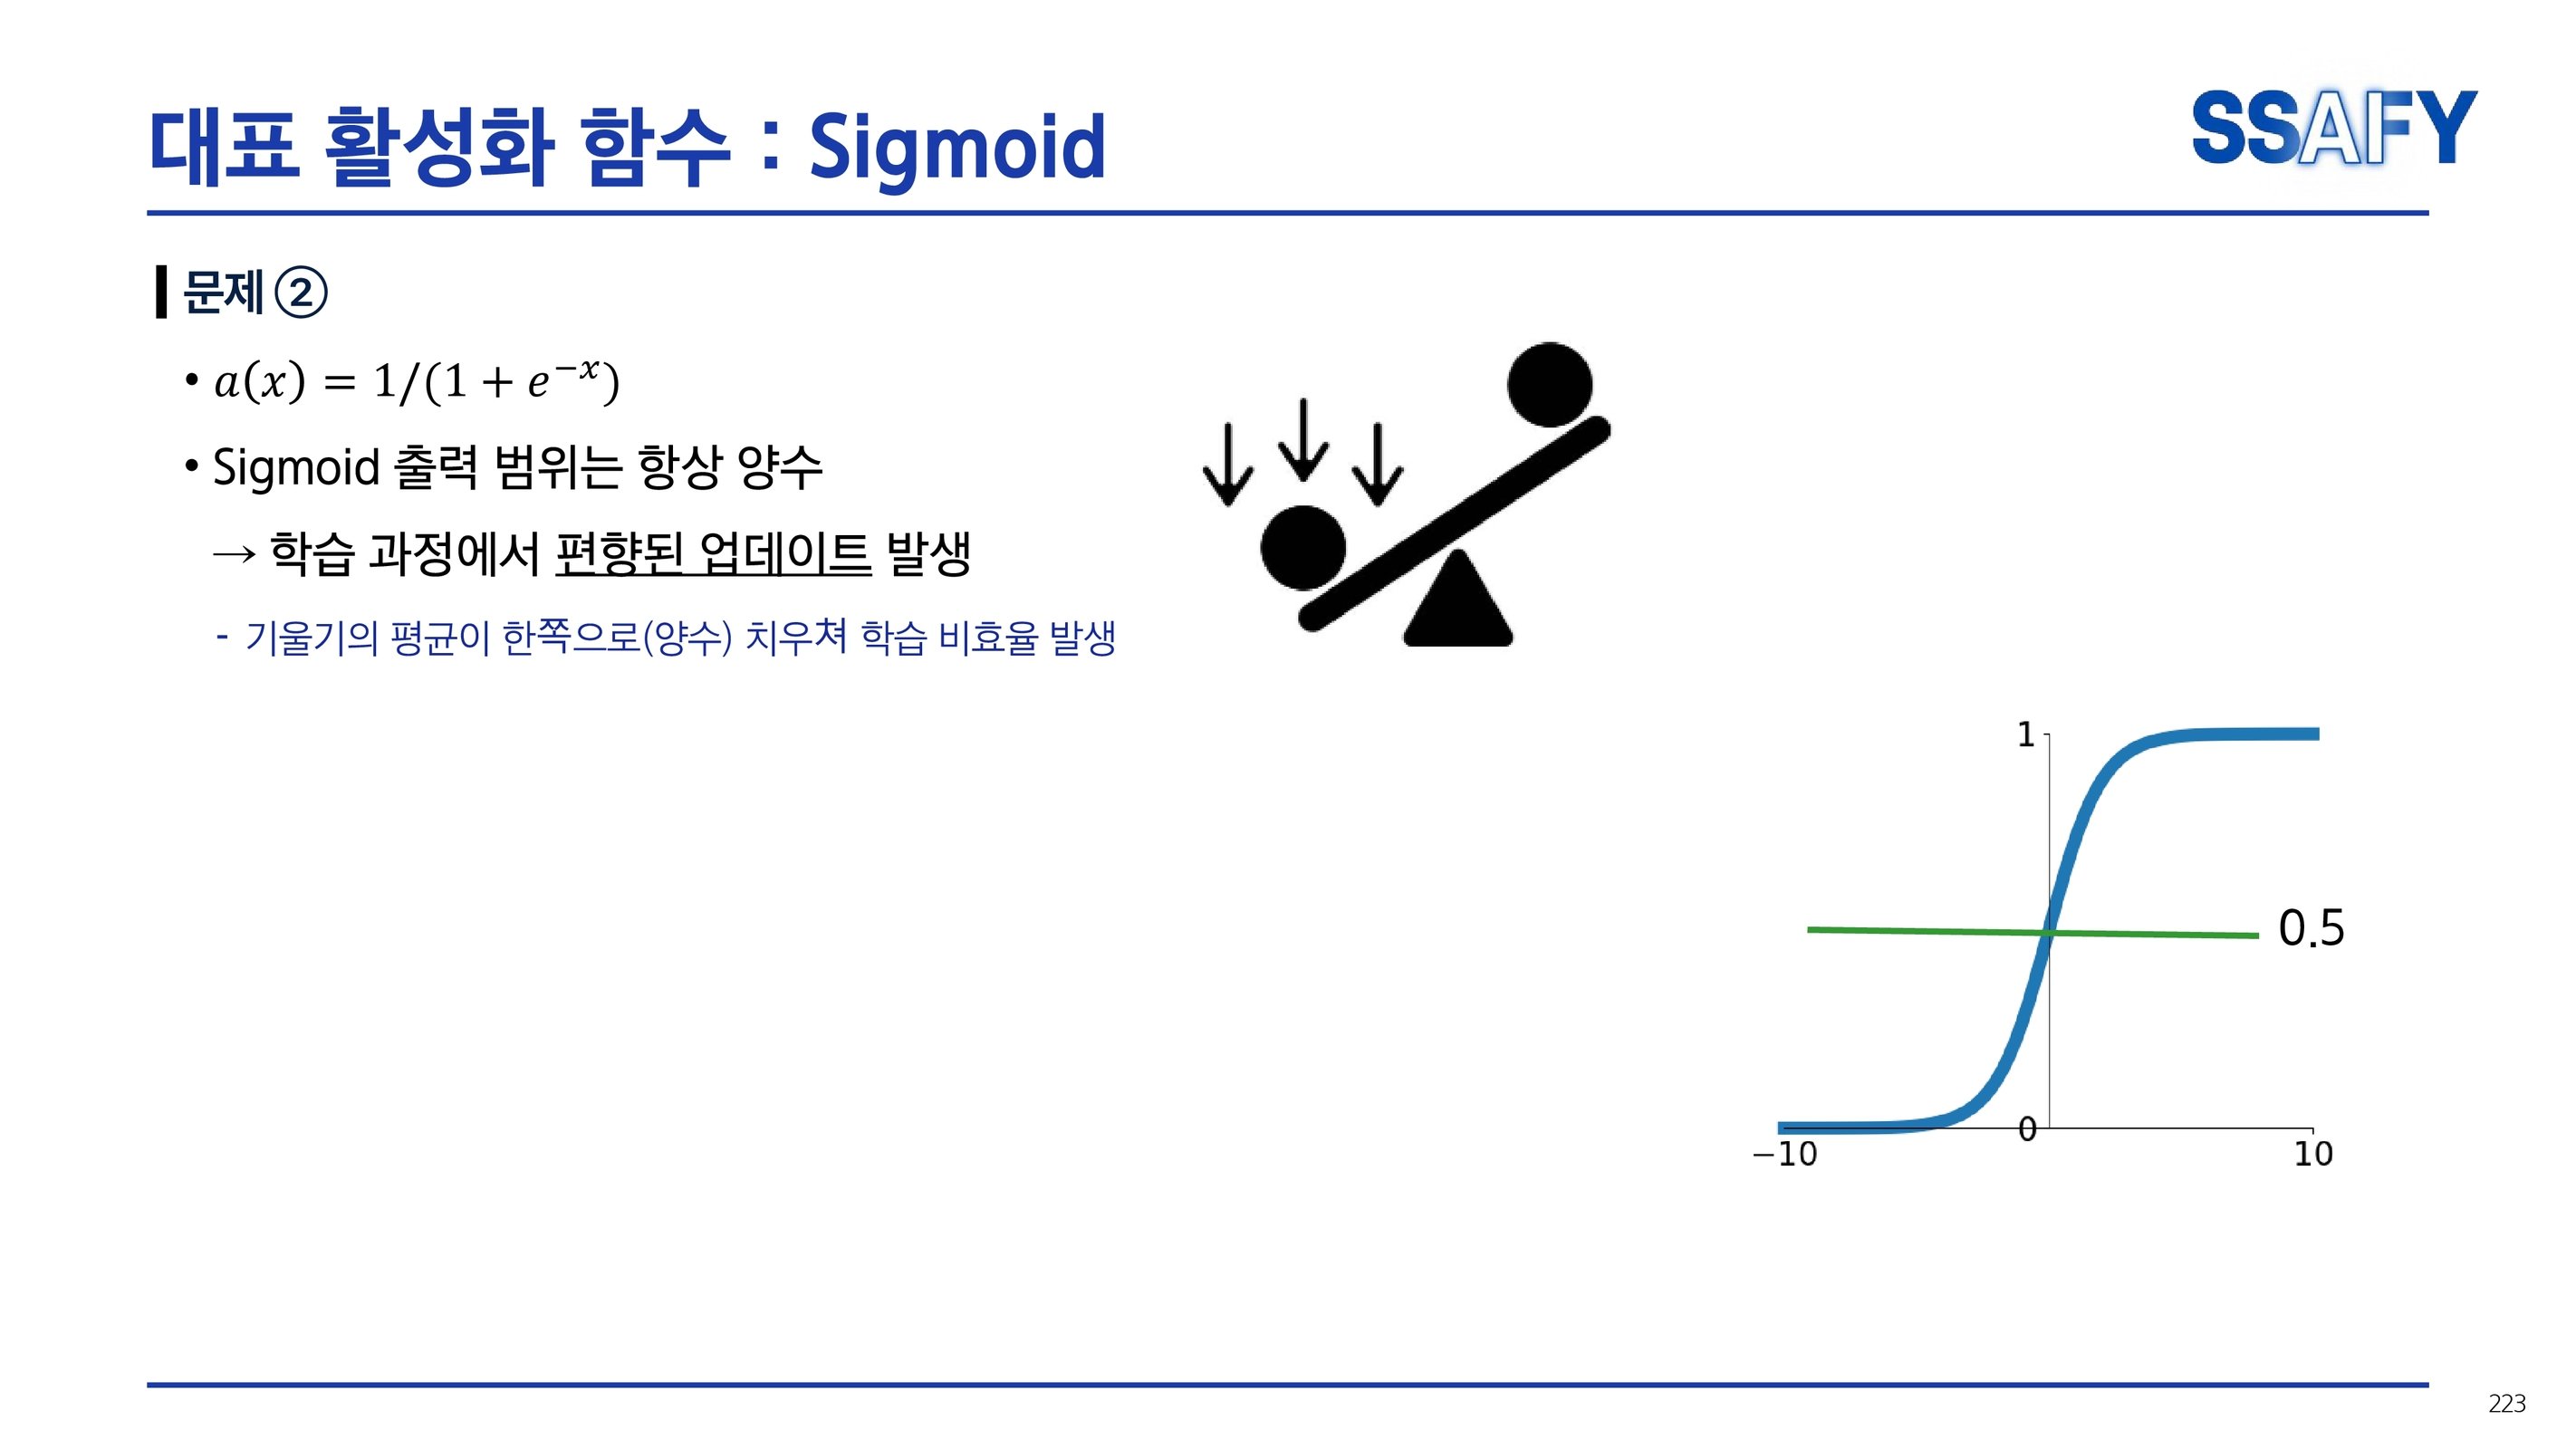 대표 활성화 함수 : Sigmoid
SSAFY
문제 ②
• a(x) = 1/(1 + e⁻ˣ)
• Sigmoid 출력 범위는 항상 양수
→ 학습 과정에서 편향된 업데이트 발생
- 기울기의 평균이 한쪽으로(양수) 치우쳐 학습 비효율 발생
1
0.5
0
−10
10
223